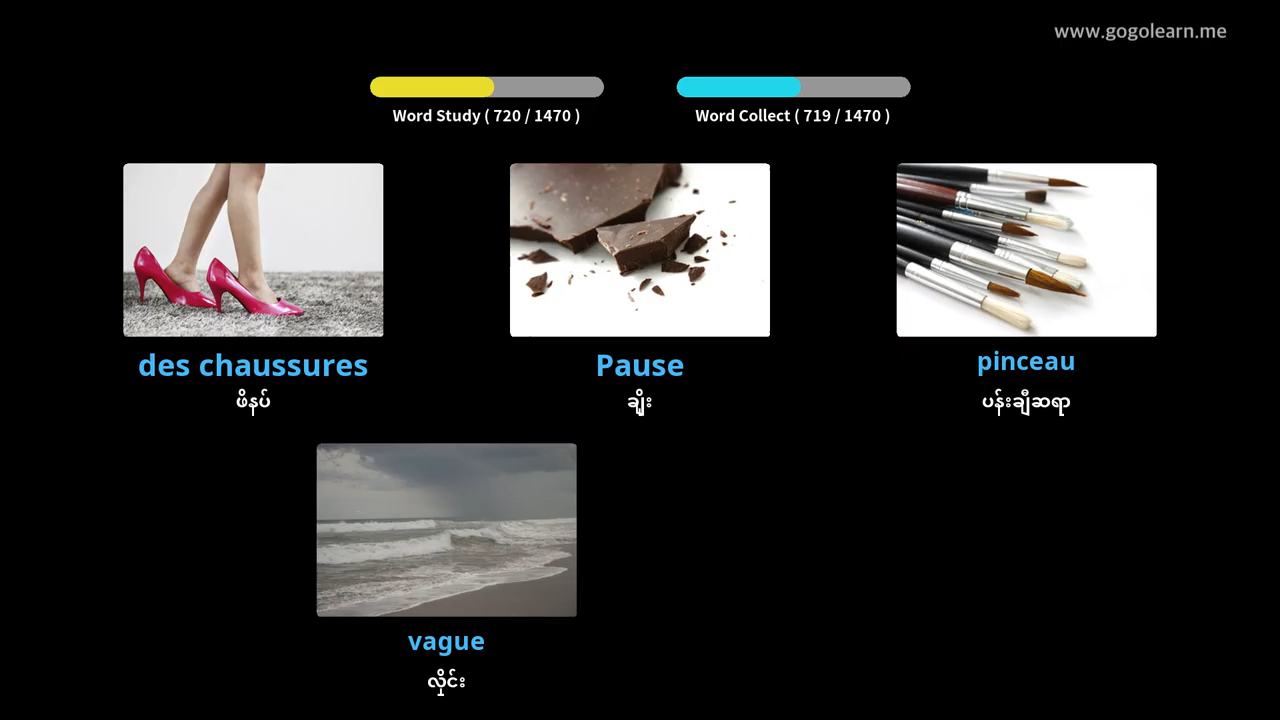 www.gogolearn.me
Word Study ( 720 / 1470 )
Word Collect ( 719 / 1470 )
des chaussures
ဖိနပ်
Pause
ချိုး
pinceau
ပန်းချီဆရာ
vague
လှိုင်း